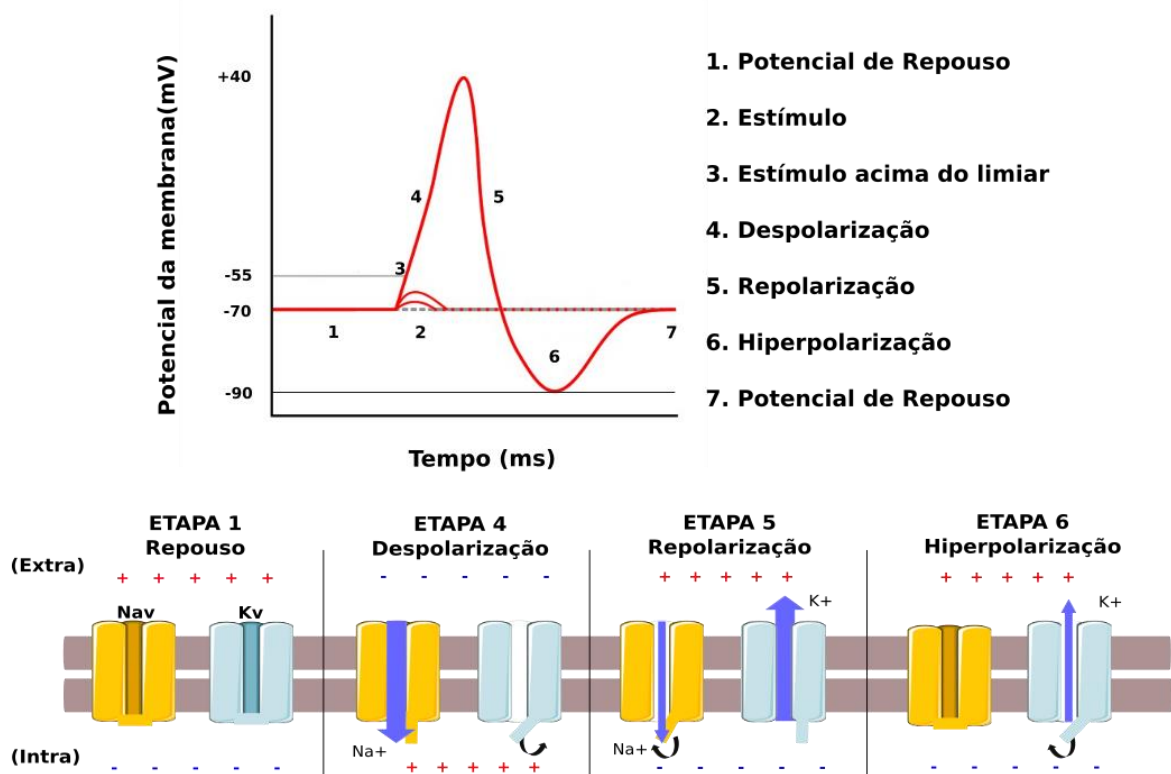 Potencial da membrana(mV)
+40
-55
-70
-90
1
2
3
4
5
6
7
Tempo (ms)
1. Potencial de Repouso
2. Estímulo
3. Estímulo acima do limiar
4. Despolarização
5. Repolarização
6. Hiperpolarização
7. Potencial de Repouso
ETAPA 1
Repouso
ETAPA 4
Despolarização
ETAPA 5
Repolarização
ETAPA 6
Hiperpolarização
(Extra)
+ + + + +
- - - - -
+ + + + +
+ + + + +
Nav
Kv
K+
K+
Na+
Na+
(Intra)
- - - - -
+ + + + +
- - - - -
- - - - -